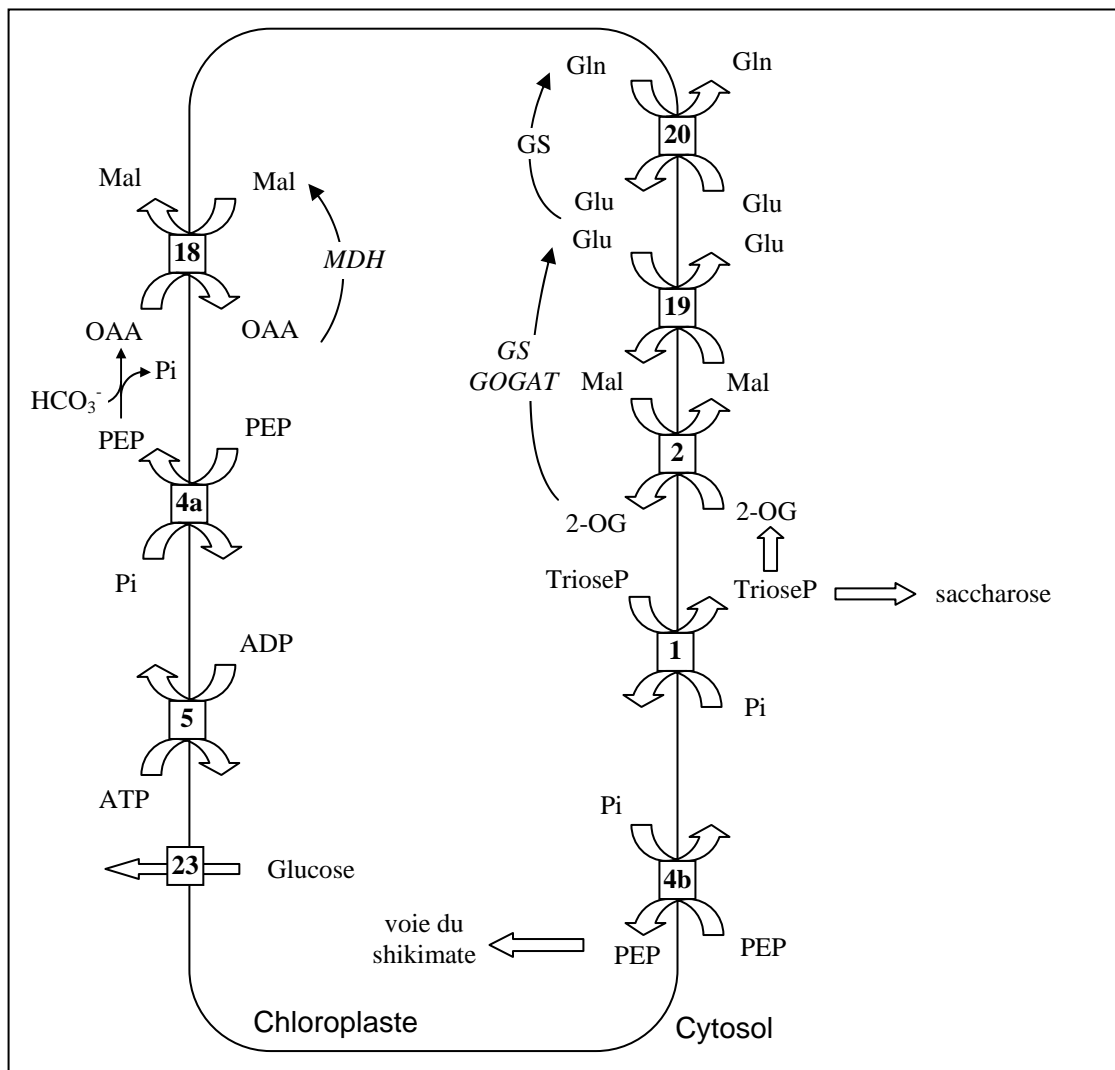 Gln
Gln
20
GS
Glu
Glu
Glu
Glu
19
GS
GOGAT
Mal
Mal
2
2-OG
2-OG
TrioseP
TrioseP
saccharose
1
Pi
Pi
4b
PEP
PEP
voie du
shikimate
Mal
Mal
18
MDH
OAA
OAA
Pi
HCO₃⁻
PEP
PEP
4a
Pi
ADP
5
ATP
23
Glucose
Chloroplaste
Cytosol